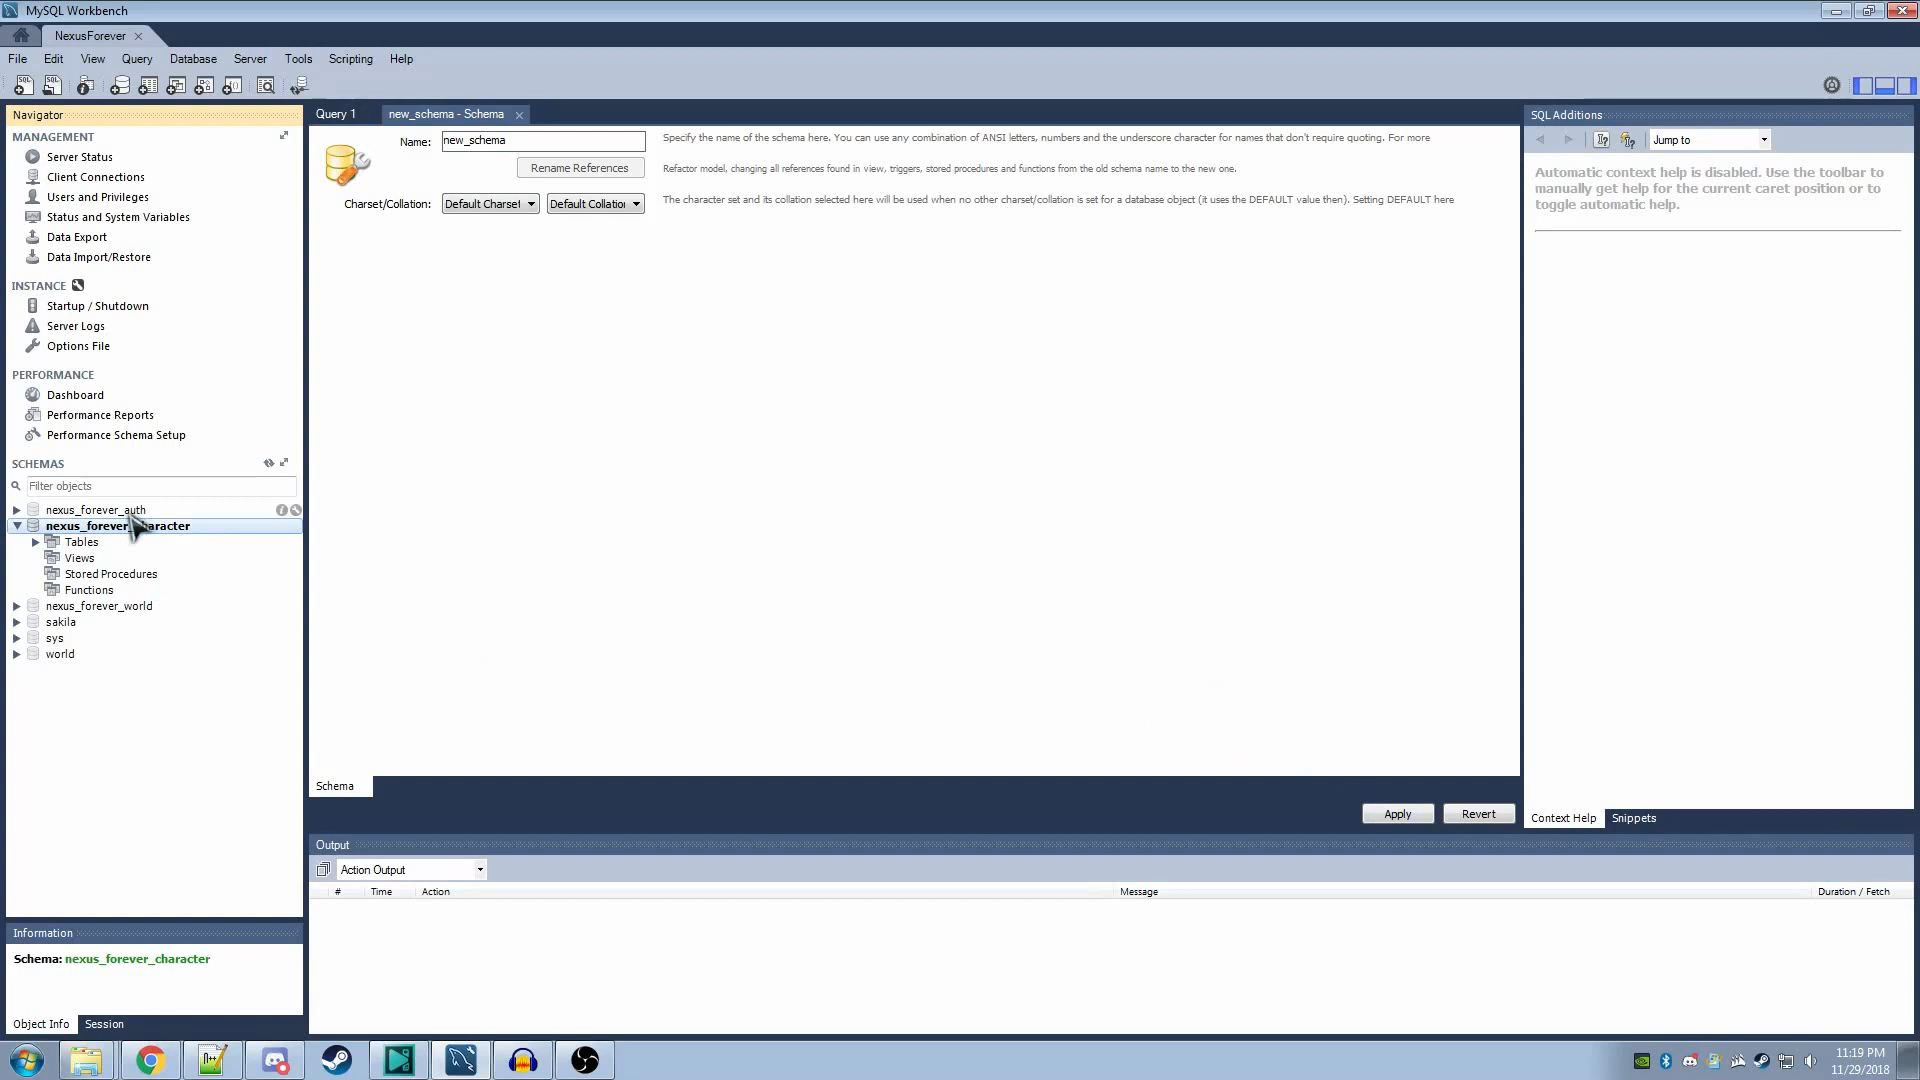 MySQL Workbench
NexusForever
File Edit View Query Database Server Tools Scripting Help
Navigator
MANAGEMENT
Server Status
Client Connections
Users and Privileges
Status and System Variables
Data Export
Data Import/Restore
INSTANCE
Startup / Shutdown
Server Logs
Options File
PERFORMANCE
Dashboard
Performance Reports
Performance Schema Setup
SCHEMAS
Filter objects
nexus_forever_auth
nexus_forever_character
Tables
Views
Stored Procedures
Functions
nexus_forever_world
sakila
sys
world
Information
Schema: nexus_forever_character
Object Info Session
Query 1 new_schema - Schema
Name: new_schema Specify the name of the schema here. You can use any combination of ANSI letters, numbers and the underscore character for names that don't require quoting. For more
Rename References Refactor model, changing all references found in view, triggers, stored procedures and functions from the old schema name to the new one.
Charset/Collation: Default Charset Default Collation The character set and its collation selected here will be used when no other charset/collation is set for a database object (it uses the DEFAULT value then). Setting DEFAULT here
Schema
Apply Revert
Output
Action Output
# Time Action Message Duration / Fetch
SQL Additions
Jump to
Automatic context help is disabled. Use the toolbar to
manually get help for the current caret position or to
toggle automatic help.
Context Help Snippets
11:19 PM
11/29/2018